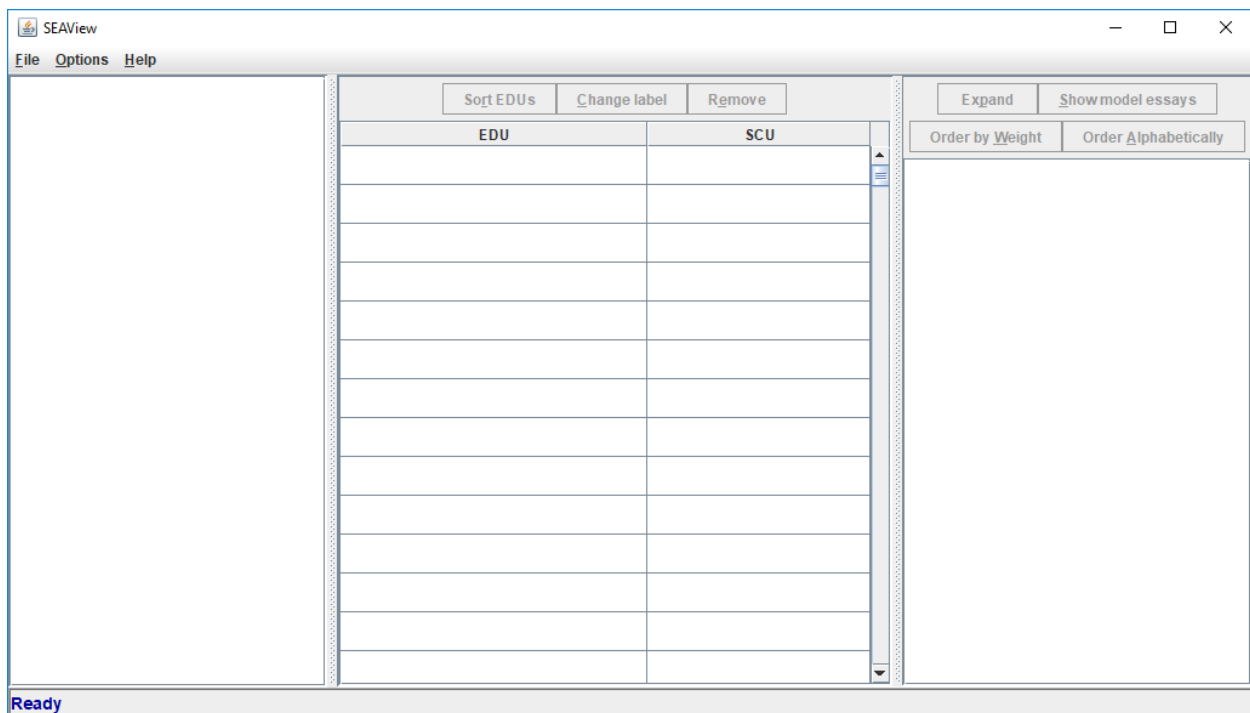 SEAView
File Options Help
Sort EDUs Change label Remove
Expand Show model essays
EDU SCU
Order by Weight Order Alphabetically
Ready